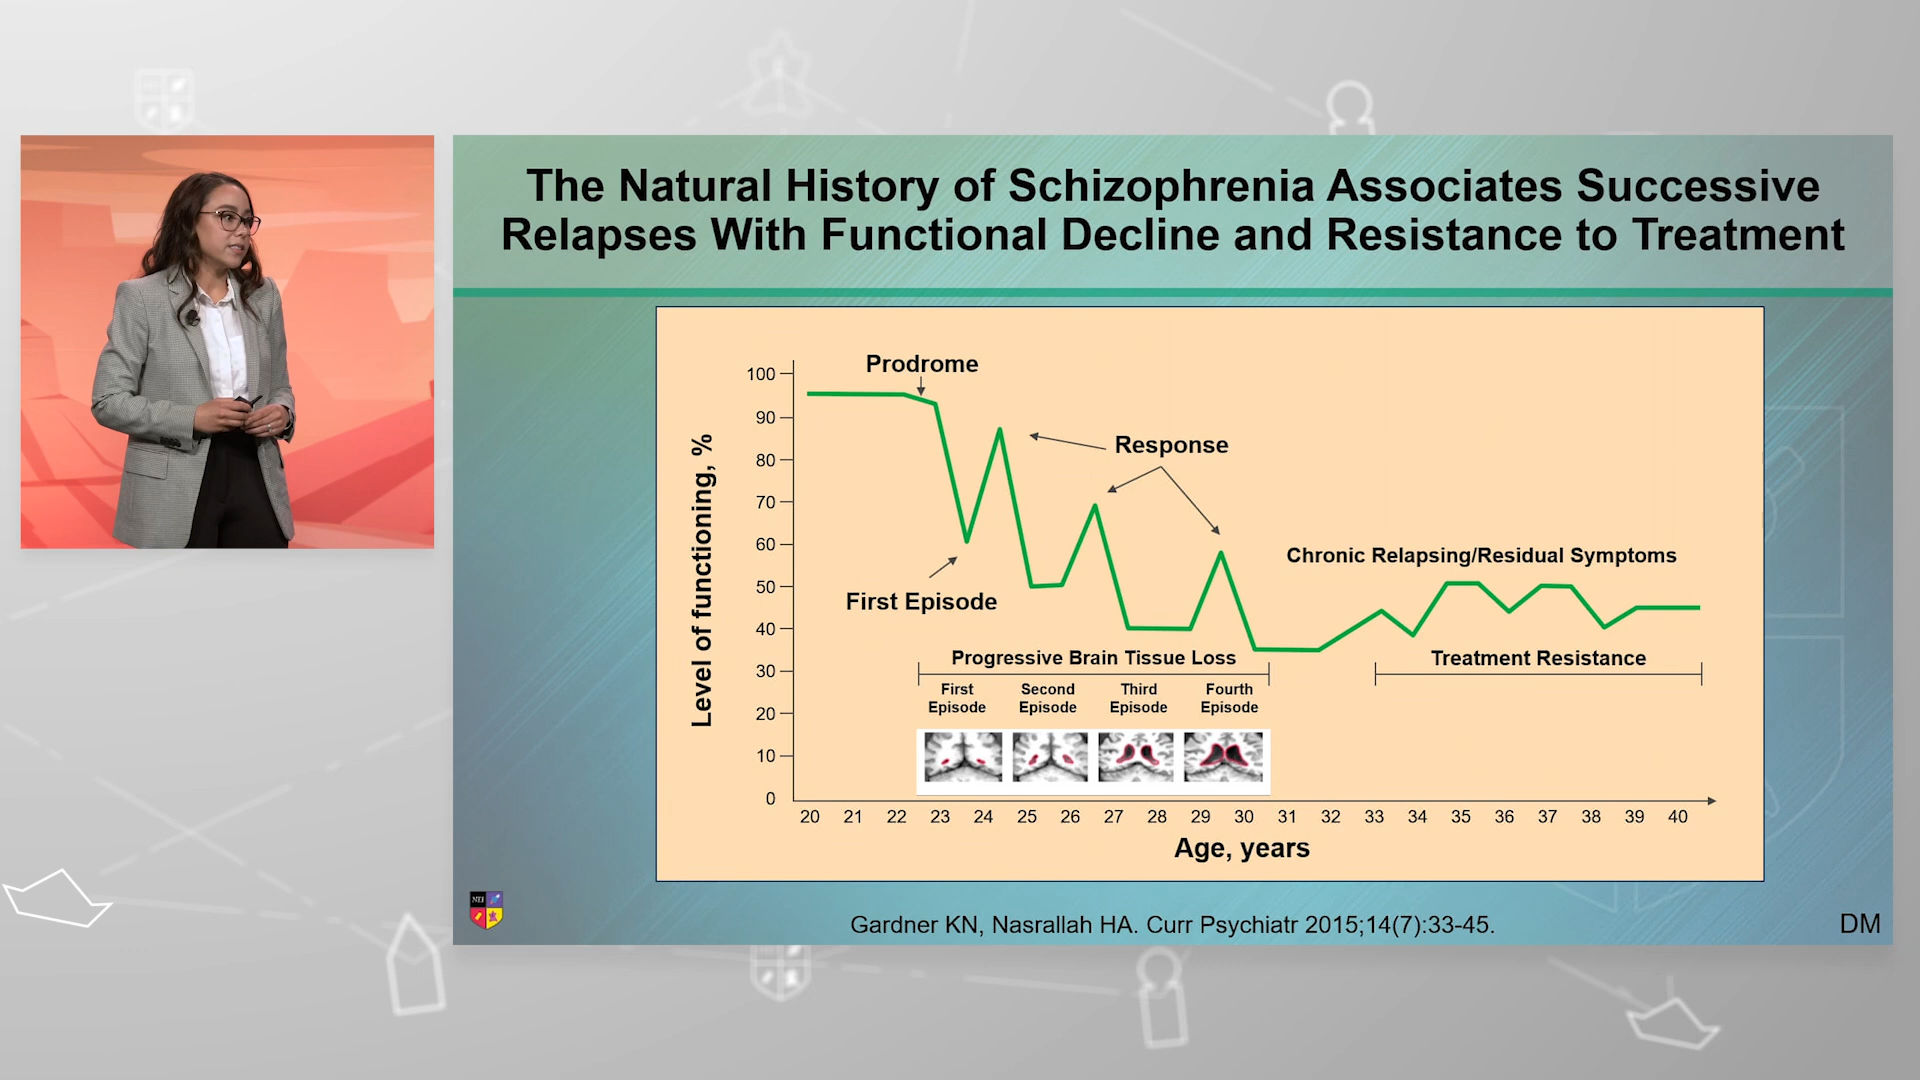 The Natural History of Schizophrenia Associates Successive
Relapses With Functional Decline and Resistance to Treatment
Prodrome
Response
First Episode
Chronic Relapsing/Residual Symptoms
Progressive Brain Tissue Loss
Treatment Resistance
First
Episode
Second
Episode
Third
Episode
Fourth
Episode
Level of functioning, %
100
90
80
70
60
50
40
30
20
10
0
20 21 22 23 24 25 26 27 28 29 30 31 32 33 34 35 36 37 38 39 40
Age, years
NEI
Gardner KN, Nasrallah HA. Curr Psychiatr 2015;14(7):33-45.
DM